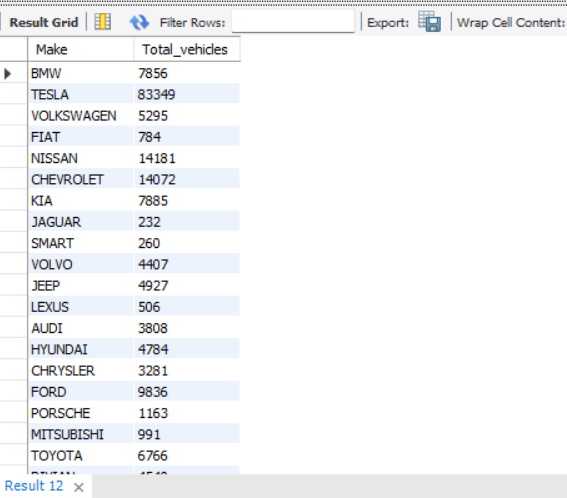 Result Grid Filter Rows: Export: Wrap Cell Content:
Make Total_vehicles
BMW 7856
TESLA 83349
VOLKSWAGEN 5295
FIAT 784
NISSAN 14181
CHEVROLET 14072
KIA 7885
JAGUAR 232
SMART 260
VOLVO 4407
JEEP 4927
LEXUS 506
AUDI 3808
HYUNDAI 4784
CHRYSLER 3281
FORD 9836
PORSCHE 1163
MITSUBISHI 991
TOYOTA 6766
Result 12